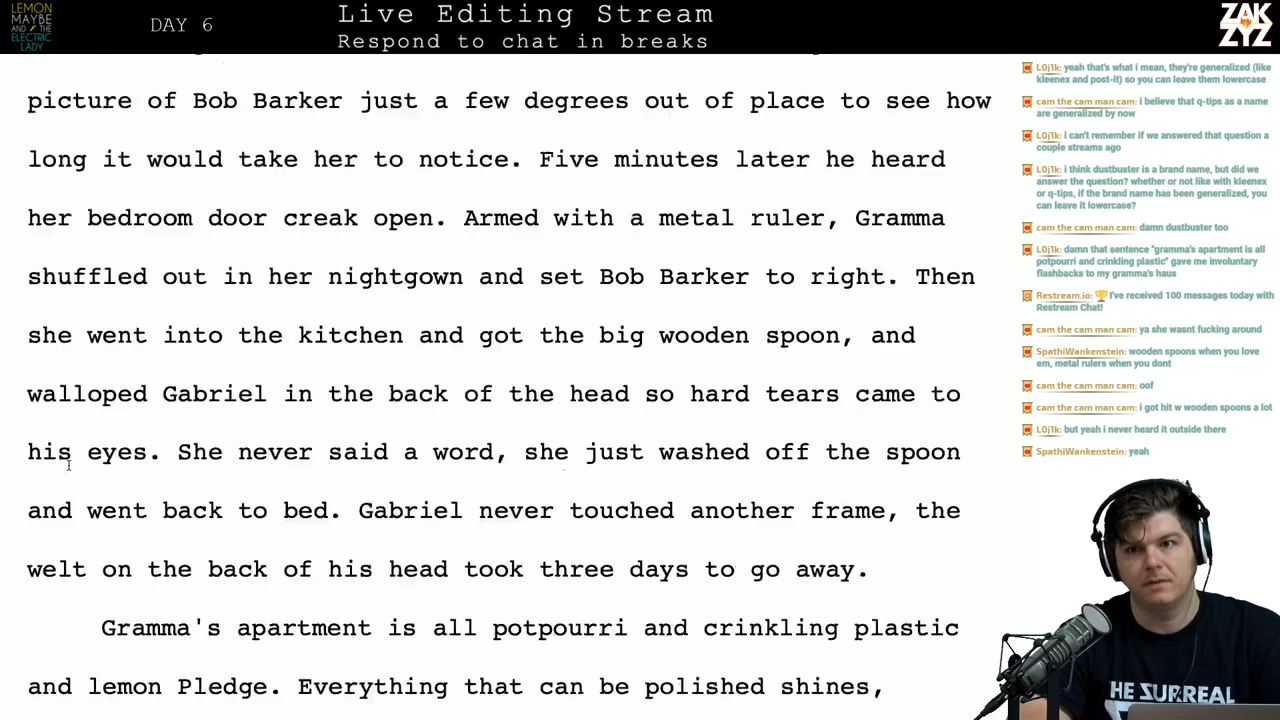 LEMON
MAYBE
AND THE
ELECTRIC
LADY
DAY 6
Live Editing Stream
Respond to chat in breaks
ZAK
ZYZ
picture of Bob Barker just a few degrees out of place to see how
long it would take her to notice. Five minutes later he heard
her bedroom door creak open. Armed with a metal ruler, Gramma
shuffled out in her nightgown and set Bob Barker to right. Then
she went into the kitchen and got the big wooden spoon, and
walloped Gabriel in the back of the head so hard tears came to
his eyes. She never said a word, she just washed off the spoon
and went back to bed. Gabriel never touched another frame, the
welt on the back of his head took three days to go away.
Gramma's apartment is all potpourri and crinkling plastic
and lemon Pledge. Everything that can be polished shines,
L0j1k: yeah that's what i mean, they're generalized (like
kleenex and post-it) so you can leave them lowercase
cam the cam man cam: i believe that q-tips as a name
are generalized by now
L0j1k: i can't remember if we answered that question a
couple streams ago
L0j1k: i think dustbuster is a brand name, but did we
answer the question? whether or not like with kleenex
or q-tips, if the brand name has been generalized, you
can leave it lowercase?
cam the cam man cam: damn dustbuster too
L0j1k: damn that sentence "gramma's apartment is all
potpourri and crinkling plastic" gave me involuntary
flashbacks to my gramma's haus
Restream.io: 🏆 I've received 100 messages today with
Restream Chat!
cam the cam man cam: ya she wasnt fucking around
SpathiWankenstein: wooden spoons when you love
em, metal rulers when you dont
cam the cam man cam: oof
cam the cam man cam: i got hit w wooden spoons a lot
L0j1k: but yeah i never heard it outside there
SpathiWankenstein: yeah
HE SURREAL